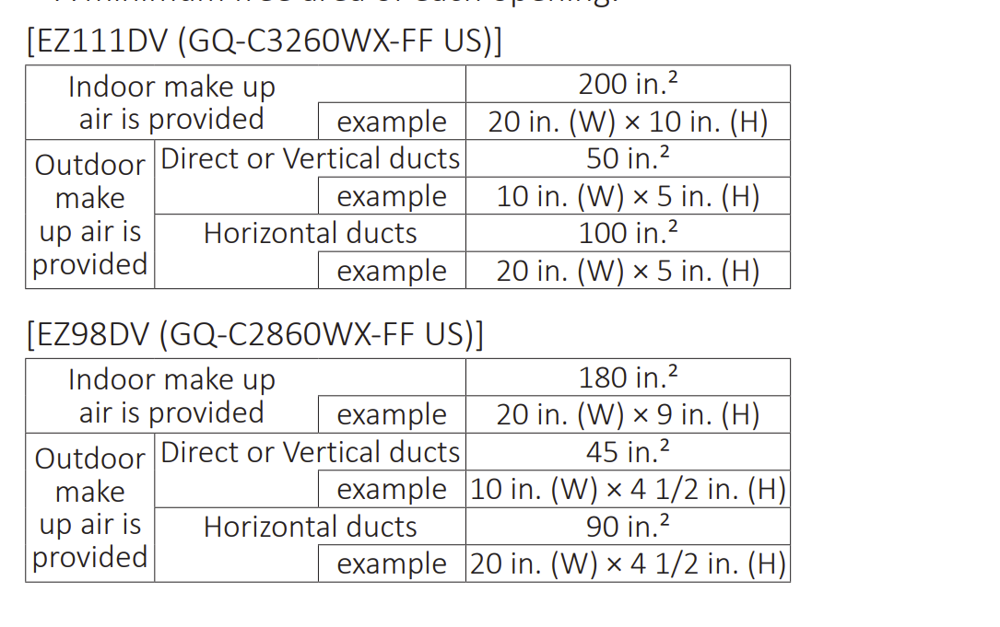 [EZ111DV (GQ-C3260WX-FF US)]
Indoor make up
air is provided
200 in.²
example
20 in. (W) × 10 in. (H)
Outdoor
make
up air is
provided
Direct or Vertical ducts
50 in.²
example
10 in. (W) × 5 in. (H)
Horizontal ducts
100 in.²
example
20 in. (W) × 5 in. (H)
[EZ98DV (GQ-C2860WX-FF US)]
Indoor make up
air is provided
180 in.²
example
20 in. (W) × 9 in. (H)
Outdoor
make
up air is
provided
Direct or Vertical ducts
45 in.²
example
10 in. (W) × 4 1/2 in. (H)
Horizontal ducts
90 in.²
example
20 in. (W) × 4 1/2 in. (H)